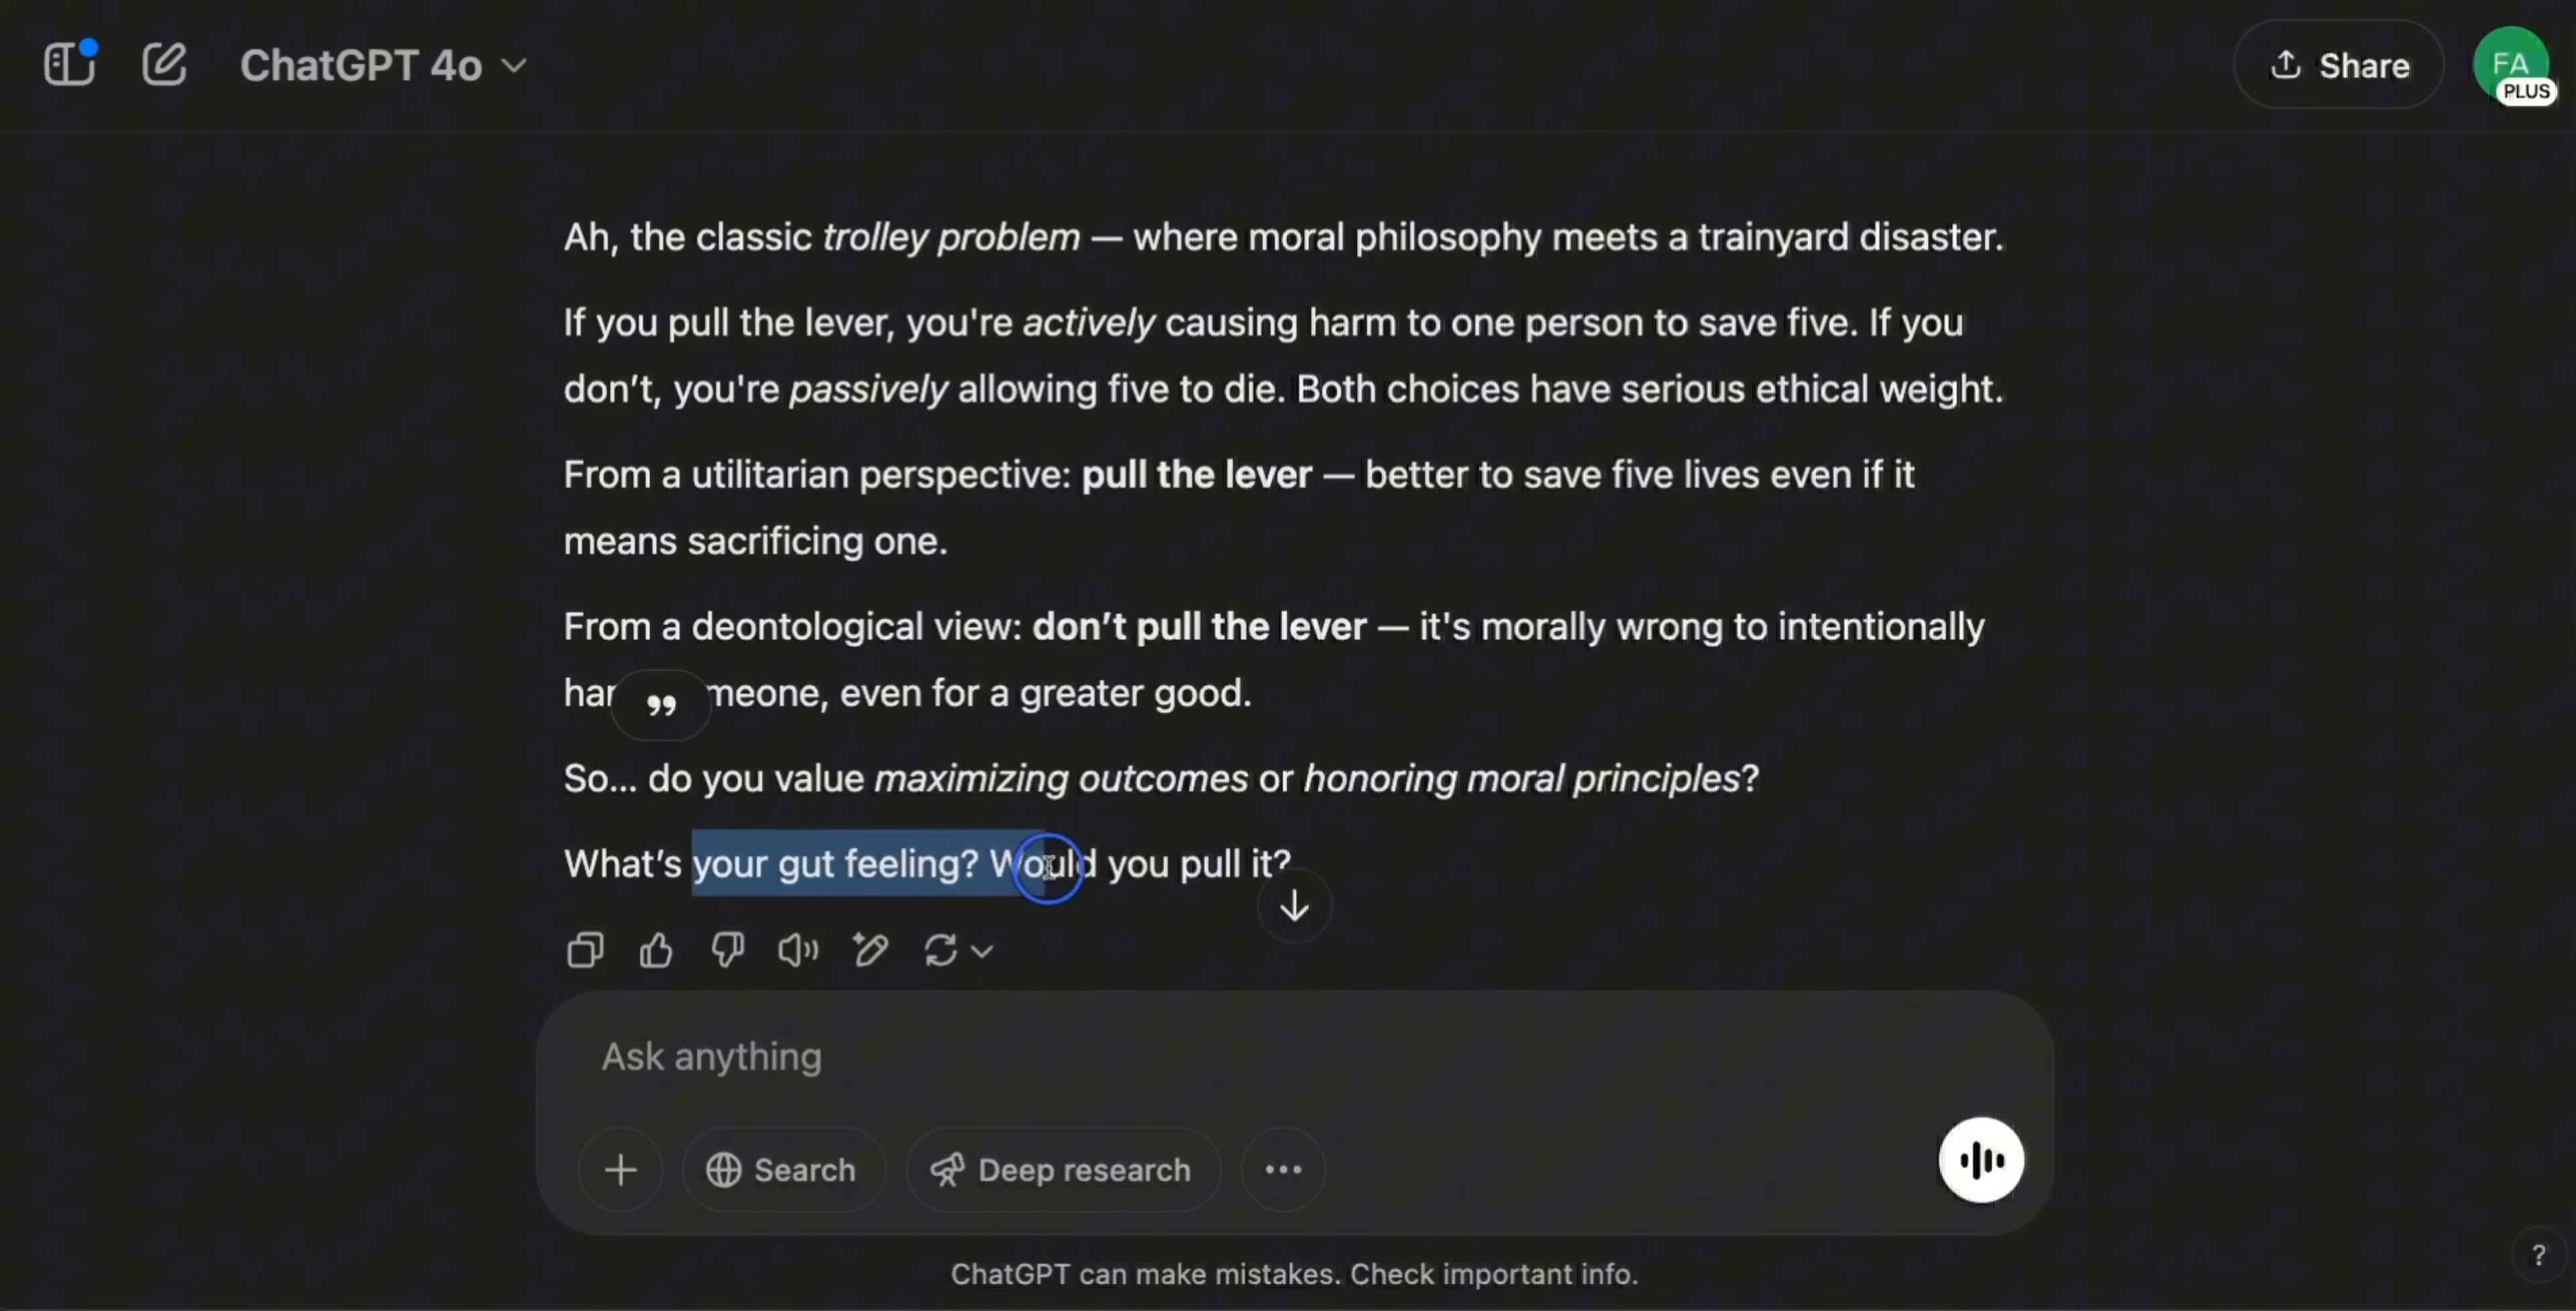 ChatGPT 4o
Share
FA
PLUS
Ah, the classic trolley problem — where moral philosophy meets a trainyard disaster.
If you pull the lever, you're actively causing harm to one person to save five. If you
don’t, you're passively allowing five to die. Both choices have serious ethical weight.
From a utilitarian perspective: pull the lever — better to save five lives even if it
means sacrificing one.
From a deontological view: don’t pull the lever — it's morally wrong to intentionally
har meone, even for a greater good.
So... do you value maximizing outcomes or honoring moral principles?
What’s your gut feeling? Would you pull it?
Ask anything
Search
Deep research
ChatGPT can make mistakes. Check important info.
?